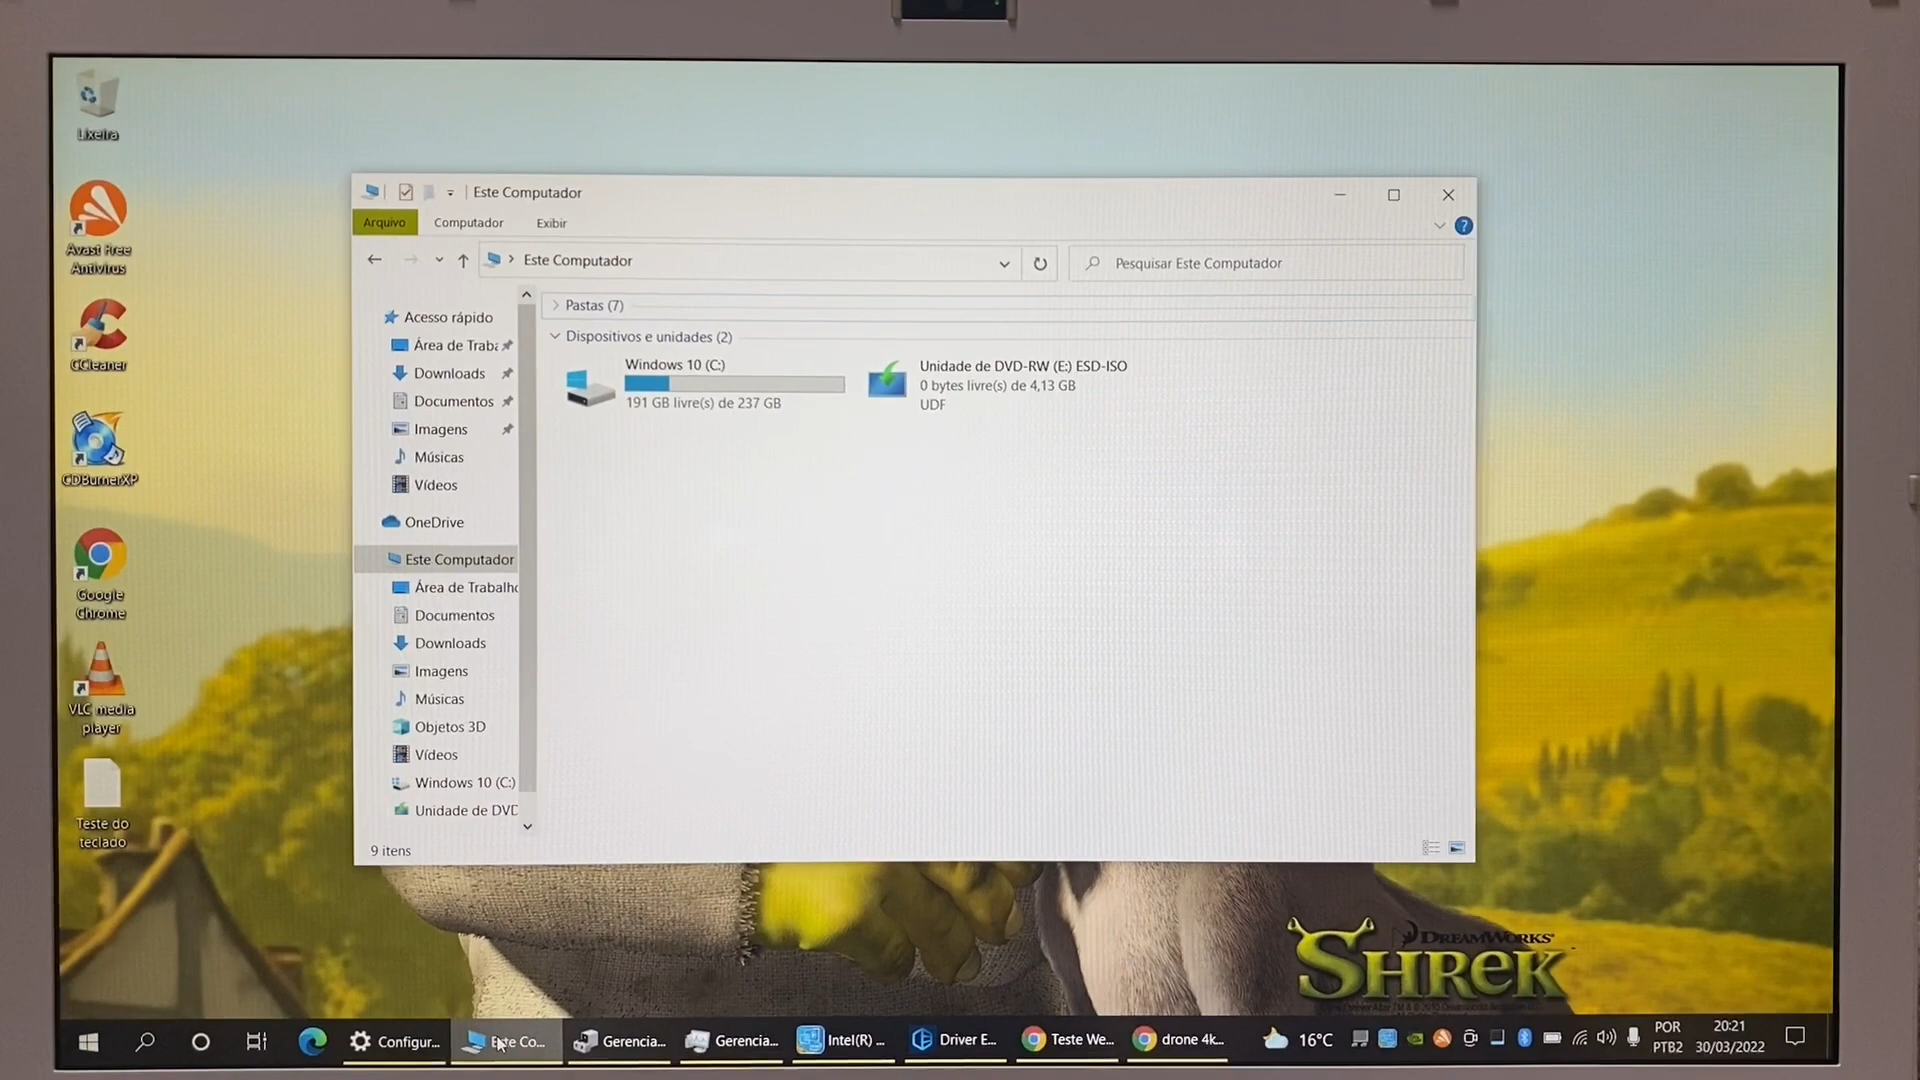 Lixeira
Avast Free
Antivirus
CCleaner
CDBurnerXP
Google
Chrome
VLC media
player
Teste do
teclado
Este Computador
Arquivo
Computador
Exibir
?
Este Computador
Pesquisar Este Computador
Acesso rápido
Área de Traba
Downloads
Documentos
Imagens
Músicas
Vídeos
OneDrive
Este Computador
Área de Trabalho
Documentos
Downloads
Imagens
Músicas
Objetos 3D
Vídeos
Windows 10 (C:)
Unidade de DVD
Pastas (7)
Dispositivos e unidades (2)
Windows 10 (C:)
191 GB livre(s) de 237 GB
Unidade de DVD-RW (E:) ESD-ISO
0 bytes livre(s) de 4,13 GB
UDF
9 itens
DREAMWORKS
SHREK
Configur...
Este Co...
Gerencia...
Gerencia...
Intel(R) ...
Driver E...
Teste We...
drone 4k...
16°C
POR
PTB2
20:21
30/03/2022